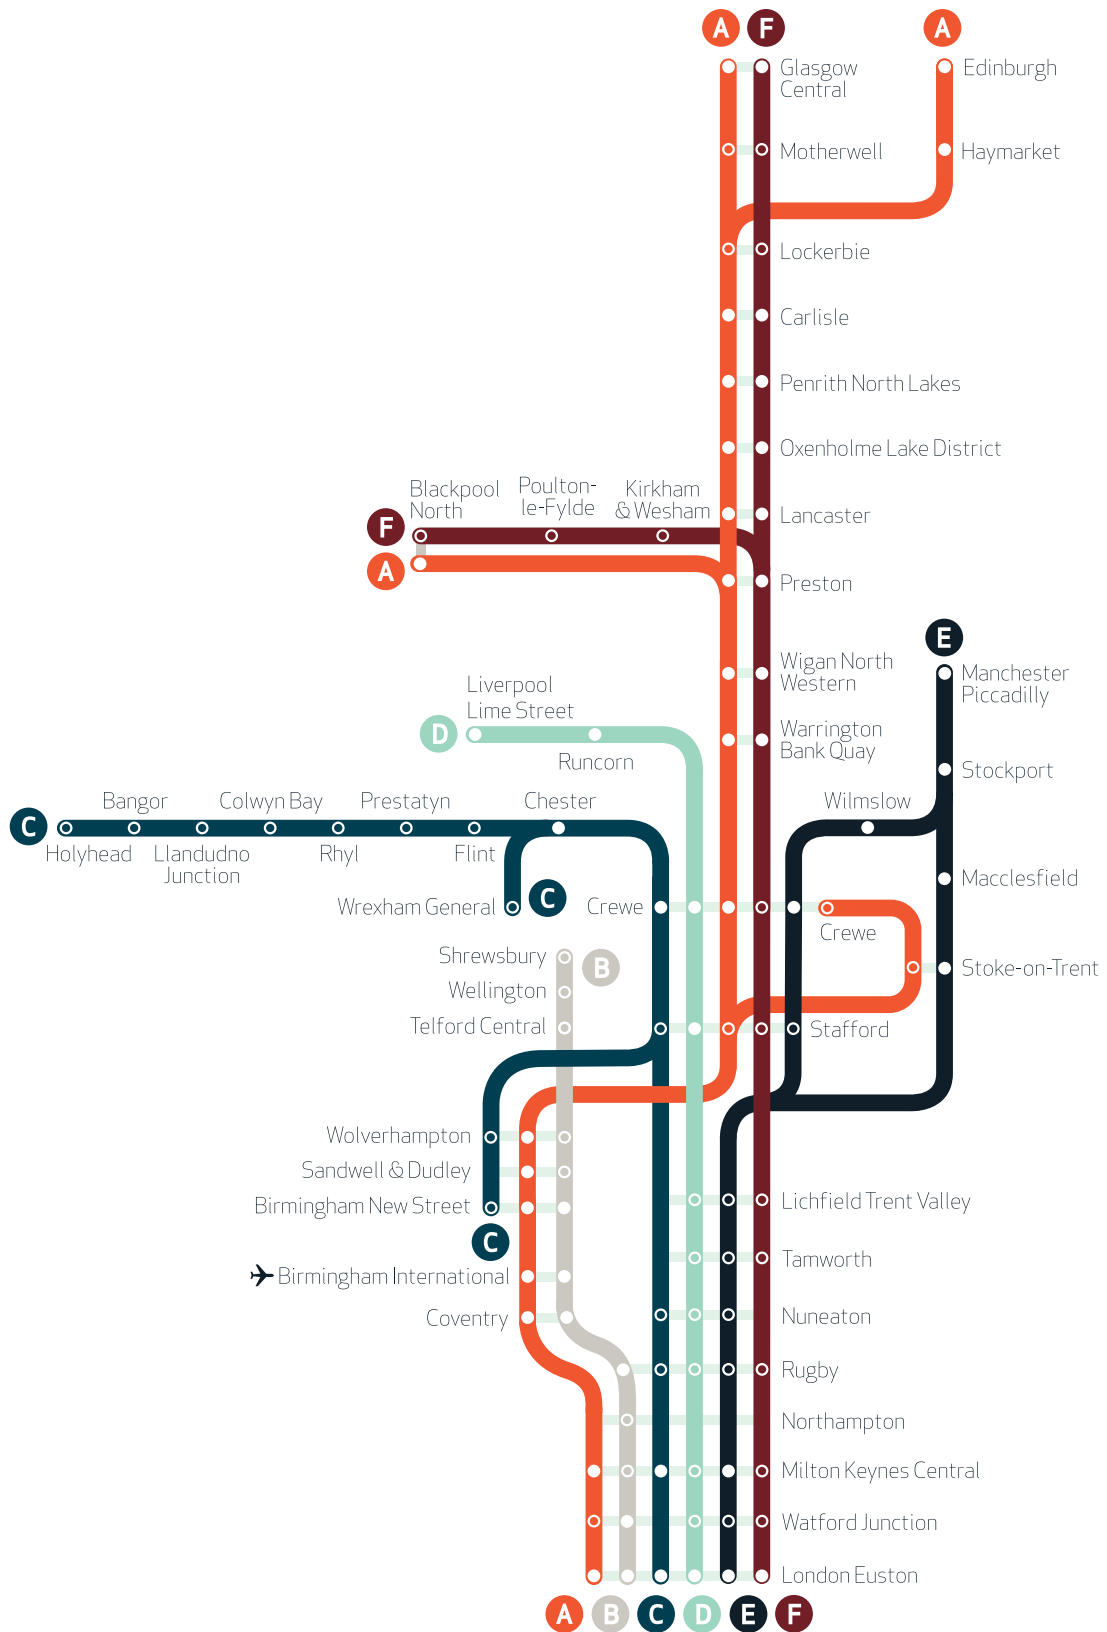 A F A
Glasgow
Central
Edinburgh
Motherwell
Haymarket
Lockerbie
Carlisle
Penrith North Lakes
Oxenholme Lake District
Blackpool
North
Poulton-
le-Fylde
Kirkham
& Wesham
Lancaster
F
A
Preston
E
Wigan North
Western
Manchester
Piccadilly
Liverpool
Lime Street
D
Warrington
Bank Quay
Runcorn
Stockport
Bangor
Colwyn Bay
Prestatyn
Chester
Wilmslow
C
Holyhead
Llandudno
Junction
Rhyl
Flint
Macclesfield
Wrexham General
C
Crewe
Crewe
Shrewsbury
B
Stoke-on-Trent
Wellington
Telford Central
Stafford
Wolverhampton
Sandwell & Dudley
Birmingham New Street
Lichfield Trent Valley
C
Tamworth
Birmingham International
Coventry
Nuneaton
Rugby
Northampton
Milton Keynes Central
Watford Junction
London Euston
A B C D E F